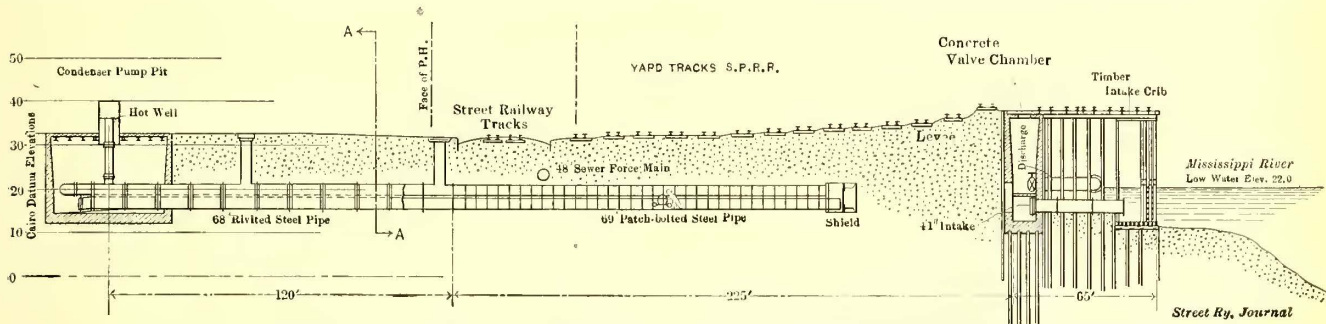 A
A
50
40
30
20
10
0
Cairo Datum Elevations
Condenser Pump Pit
Hot Well
Face of P.H.
Street Railway
Tracks
YARD TRACKS S.P.R.R.
48 Sewer Force Main
68 Rivited Steel Pipe
69 Patch-bolted Steel Pipe
Shield
Levee
Concrete
Valve Chamber
Timber
Intake Crib
Discharge
41" Intake
Mississippi River
Low Water Elev. 22.0
120'
225'
65'
Street Ry. Journal